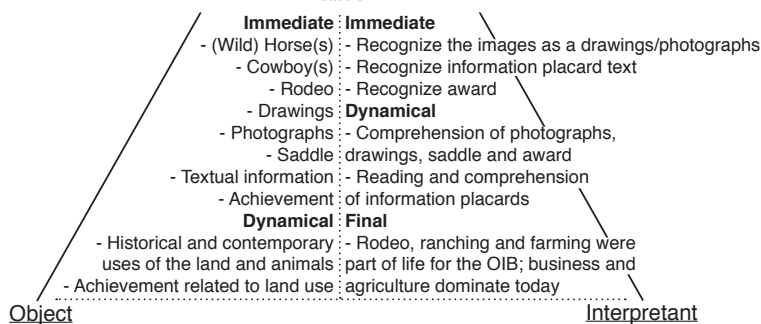 Immediate
- (Wild) Horse(s)
- Cowboy(s)
- Rodeo
- Drawings
- Photographs
- Saddle
- Textual information
- Achievement
Dynamical
- Historical and contemporary
uses of the land and animals
- Achievement related to land use
Immediate
- Recognize the images as a drawings/photographs
- Recognize information placard text
- Recognize award
Dynamical
- Comprehension of photographs,
drawings, saddle and award
- Reading and comprehension
of information placards
Final
- Rodeo, ranching and farming were
part of life for the OIB; business and
agriculture dominate today
Object
Interpretant